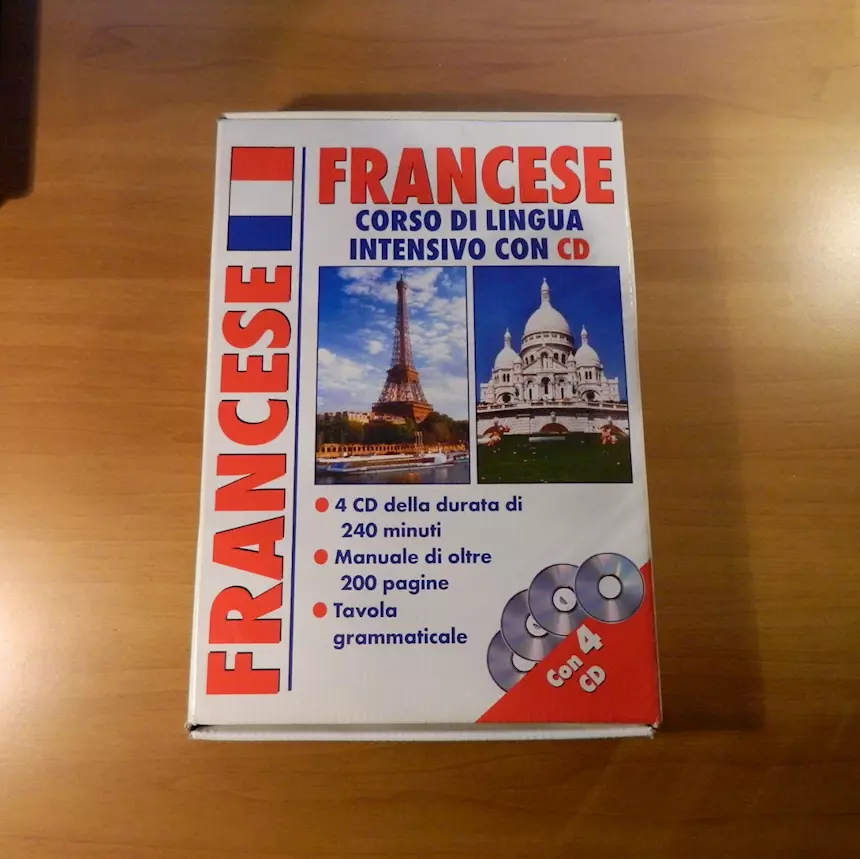 FRANCESE
FRANCESE
CORSO DI LINGUA
INTENSIVO CON CD
4 CD della durata di
240 minuti
Manuale di oltre
200 pagine
Tavola
grammaticale
Con 4
CD